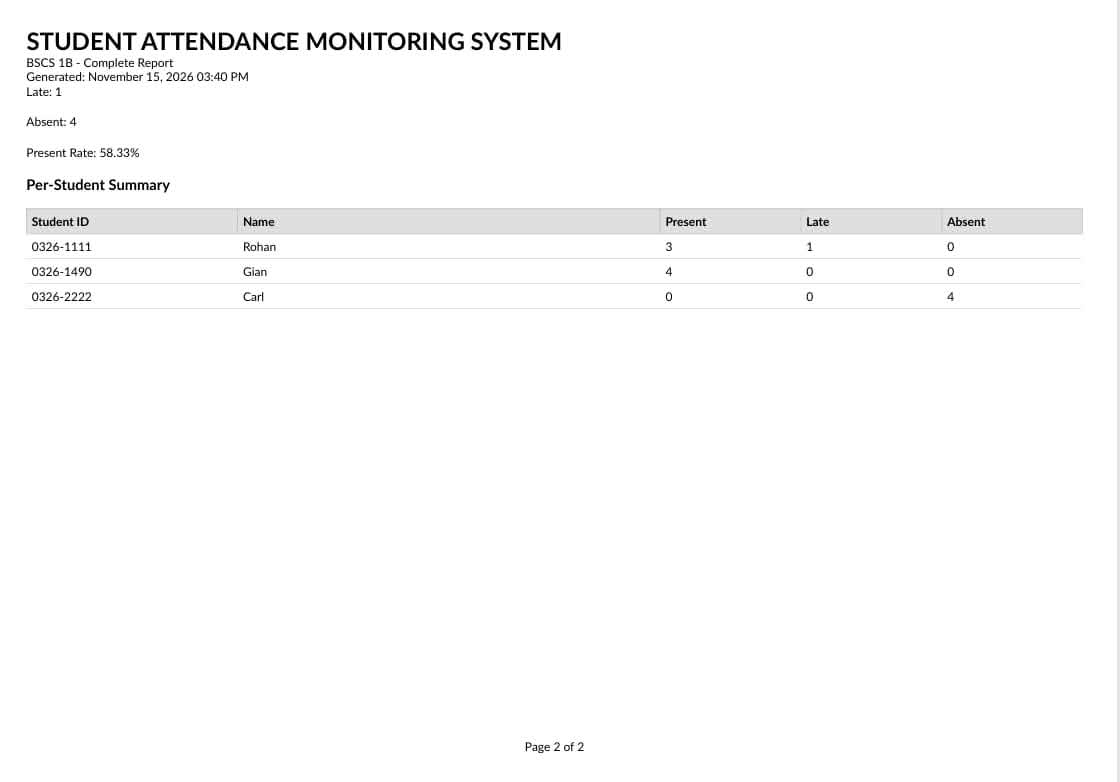 STUDENT ATTENDANCE MONITORING SYSTEM
BSCS 1B - Complete Report
Generated: November 15, 2026 03:40 PM
Late: 1
Absent: 4
Present Rate: 58.33%
Per-Student Summary
Student ID Name Present Late Absent
0326-1111 Rohan 3 1 0
0326-1490 Gian 4 0 0
0326-2222 Carl 0 0 4
Page 2 of 2